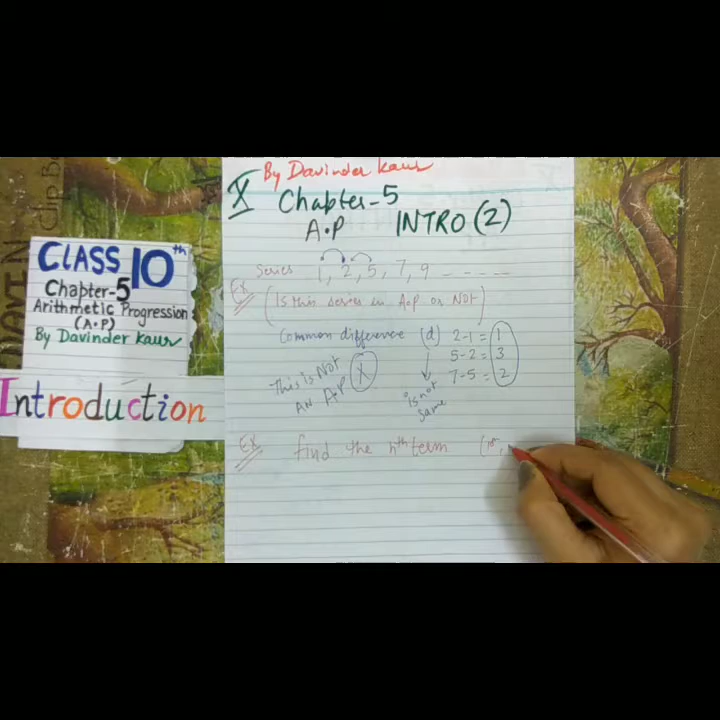 By Davinder Kaur
X Chapter-5
A.P INTRO (2)
Series 1, 2, 5, 7, 9 - - - - -
Ex (Is this series in A.P or NOT)
Common difference (d) 2-1 = 1
5-2 = 3
7-5 = 2
This is NOT
AN A.P X
is not
same
Ex find the nth term (1st,
CLASS 10th
Chapter-5
Arithmetic Progression
(A.P)
By Davinder Kaur
Introduction